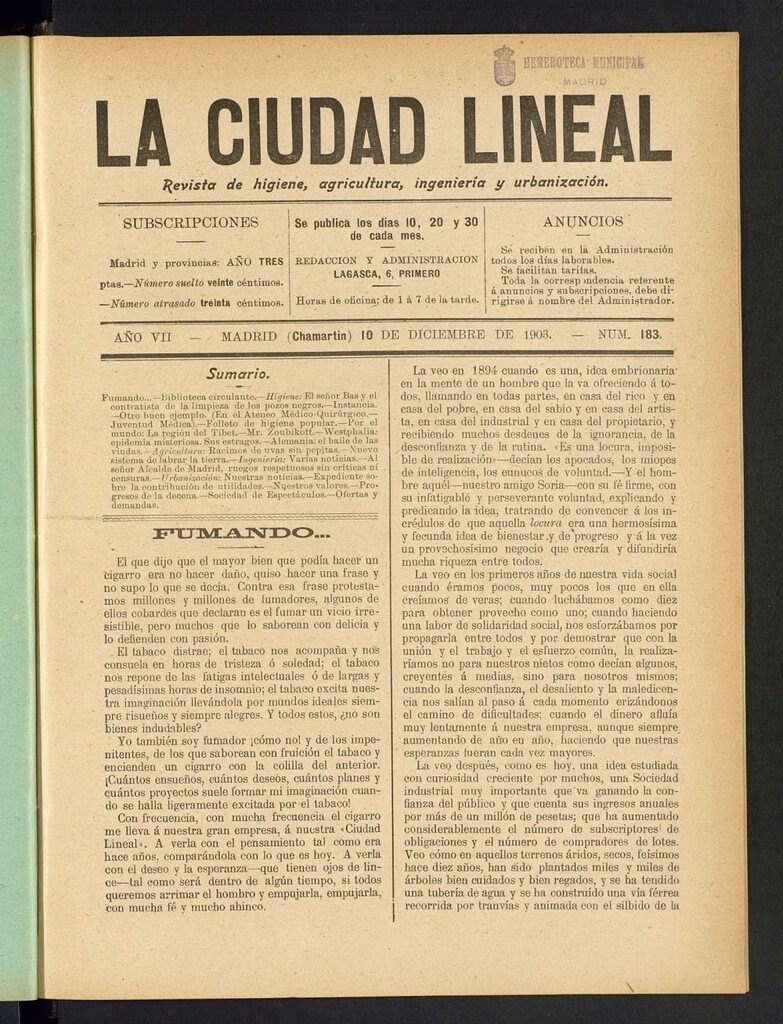 HEMEROTECA MUNICIPAL
MADRID
LA CIUDAD LINEAL
Revista de higiene, agricultura, ingeniería y urbanización.
SUBSCRIPCIONES
Madrid y provincias: AÑO TRES
ptas.—Número suelto veinte céntimos.
—Número atrasado treinta céntimos.
Se publica los días 10, 20 y 30
de cada mes.
REDACCION Y ADMINISTRACION
LAGASCA, 6, PRIMERO
Horas de oficina: de 1 á 7 de la tarde.
ANUNCIOS
Se reciben en la Administración
todos los días laborables.
Se facilitan tarifas.
Toda la correspondencia referente
á anuncios y subscripciones, debe di-
rigirse á nombre del Administrador.
AÑO VII — MADRID (Chamartín) 10 DE DICIEMBRE DE 1903. — NUM. 183.
Sumario.
Fumando...—Biblioteca circulante.—Higiene: El señor Bas y el
contratista de la limpieza de los pozos negros.—Instancia.
—Otro buen ejemplo. (En el Ateneo Médico-Quirúrgico.—
Juventud Médica).—Folleto de higiene popular.—Por el
mundo: La región del Tibet.—Mr. Zoubikoff.—Westphalia:
epidemia misteriosa. Sus estragos.—Alemania: el baile de las
viudas.—Agricultura: Racimos de uvas sin pepitas.—Nuevo
sistema de labrar la tierra.—Ingeniería: Varias noticias.—Al
señor Alcalde de Madrid, ruegos respetuosos sin críticas ni
censuras.—Urbanización: Nuestras noticias.—Expediente so-
bre la contribución de utilidades.—Nuestros valores.—Pro-
gresos de la decena.—Sociedad de Espectáculos.—Ofertas y
demandas.
FUMANDO...
El que dijo que el mayor bien que podía hacer un
cigarro era no hacer daño, quiso hacer una frase y
no supo lo que se decía. Contra esa frase protesta-
mos millones y millones de fumadores, algunos de
ellos cobardes que declaran es el fumar un vicio irre-
sistible, pero muchos que lo saborean con delicia y
lo defienden con pasión.
El tabaco distrae; el tabaco nos acompaña y nos
consuela en horas de tristeza ó soledad; el tabaco
nos repone de las fatigas intelectuales ó de largas y
pesadísimas horas de insomnio; el tabaco excita nues-
tra imaginación llevándola por mundos ideales siem-
pre risueños y siempre alegres. Y todos estos, ¿no son
bienes indudables?
Yo también soy fumador ¡cómo no! y de los impe-
nitentes, de los que saborean con fruición el tabaco y
encienden un cigarro con la colilla del anterior.
¡Cuántos ensueños, cuántos deseos, cuántos planes y
cuántos proyectos suele formar mi imaginación cuan-
do se halla ligeramente excitada por el tabaco!
Con frecuencia, con mucha frecuencia el cigarro
me lleva á nuestra gran empresa, á nuestra «Ciudad
Lineal». A verla con el pensamiento tal como era
hace años, comparándola con lo que es hoy. A verla
con el deseo y la esperanza—que tienen ojos de lin-
ce—tal como será dentro de algún tiempo, si todos
queremos arrimar el hombro y empujarla, empujarla,
con mucha fé y mucho ahinco.
La veo en 1894 cuando es una, idea embrionaria
en la mente de un hombre que la va ofreciendo á to-
dos, llamando en todas partes, en casa del rico y en
casa del pobre, en casa del sabio y en casa del artis-
ta, en casa del industrial y en casa del propietario, y
recibiendo muchos desdenes de la ignorancia, de la
desconfianza y de la rutina. «Es una locura, imposi-
ble de realización»—decían los apocados, los miopes
de inteligencia, los eunucos de voluntad.—Y el hom-
bre aquél—nuestro amigo Soria—con su fé firme, con
su infatigable y perseverante voluntad, explicando y
predicando la idea, tratando de convencer á los in-
crédulos de que aquella locura era una hermosísima
y fecunda idea de bienestar y de progreso y á la vez
un provechosísimo negocio que crearía y difundiría
mucha riqueza entre todos.
La veo en los primeros años de nuestra vida social
cuando éramos pocos, muy pocos los que en ella
creíamos de veras; cuando luchábamos como diez
para obtener provecho como uno; cuando haciendo
una labor de solidaridad social, nos esforzábamos por
propagarla entre todos y por demostrar que con la
unión y el trabajo y el esfuerzo común, la realiza-
ríamos no para nuestros nietos como decían algunos,
creyentes á medias, sino para nosotros mismos;
cuando la desconfianza, el desaliento y la maledicen-
cia nos salían al paso á cada momento erizándonos
el camino de dificultades; cuando el dinero afluía
muy lentamente á nuestra empresa, aunque siempre
aumentando de año en año, haciendo que nuestras
esperanzas fueran cada vez mayores.
La veo después, como es hoy, una idea estudiada
con curiosidad creciente por muchos, una Sociedad
industrial muy importante que va ganando la con-
fianza del público y que cuenta sus ingresos anuales
por más de un millón de pesetas; que ha aumentado
considerablemente el número de subscriptores de
obligaciones y el número de compradores de lotes.
Veo cómo en aquellos terrenos áridos, secos, feísimos
hace diez años, han sido plantados miles y miles de
árboles bien cuidados y bien regados, y se ha tendido
una tubería de agua y se ha construído una vía férrea
recorrida por tranvías y animada con el silbido de la